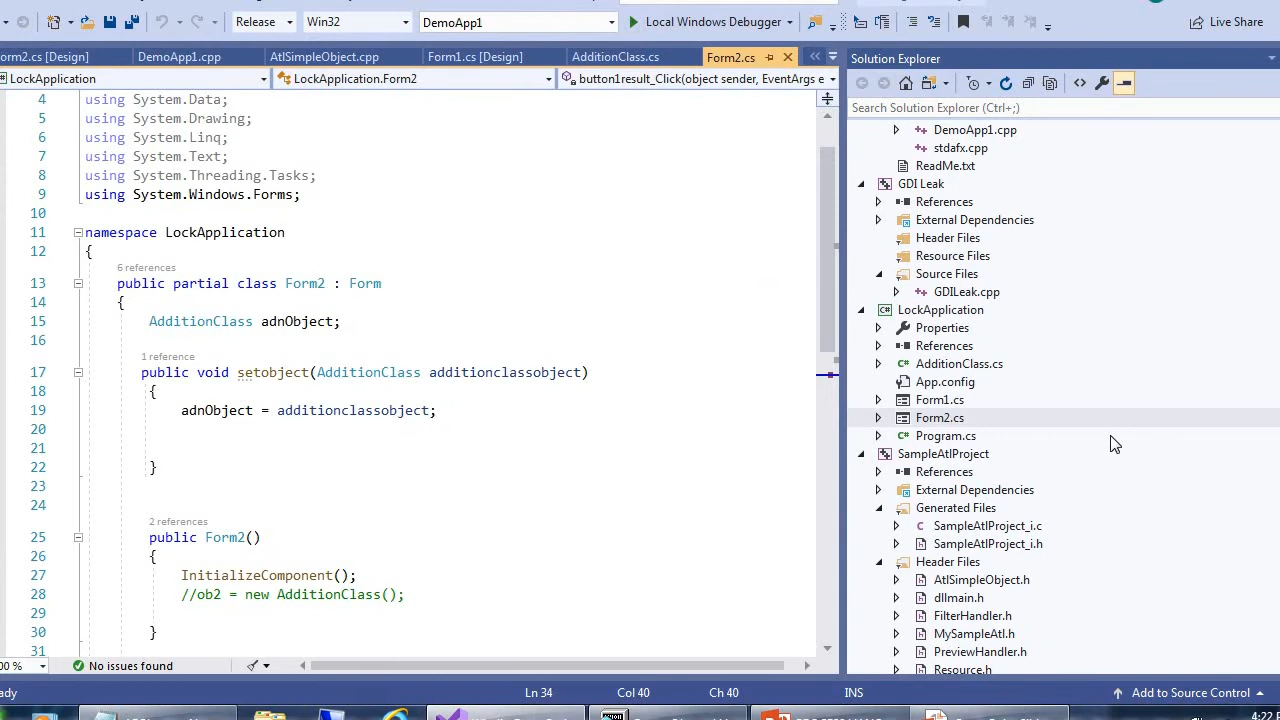 Release Win32 DemoApp1 Local Windows Debugger Live Share
orm2.cs [Design] DemoApp1.cpp AtlSimpleObject.cpp Form1.cs [Design] AdditionClass.cs Form2.cs
LockApplication LockApplication.Form2 button1result_Click(object sender, EventArgs e
4 using System.Data;
5 using System.Drawing;
6 using System.Linq;
7 using System.Text;
8 using System.Threading.Tasks;
9 using System.Windows.Forms;
10
11 namespace LockApplication
12 {
6 references
13 public partial class Form2 : Form
14 {
15 AdditionClass adnObject;
16
1 reference
17 public void setobject(AdditionClass additionclassobject)
18 {
19 adnObject = additionclassobject;
20
21
22 }
23
24
2 references
25 public Form2()
26 {
27 InitializeComponent();
28 //ob2 = new AdditionClass();
29
30 }
31
00 % No issues found
ady Ln 34 Col 40 Ch 40 INS Add to Source Control
Solution Explorer
Search Solution Explorer (Ctrl+;)
DemoApp1.cpp
stdafx.cpp
ReadMe.txt
GDI Leak
References
External Dependencies
Header Files
Resource Files
Source Files
GDILeak.cpp
LockApplication
Properties
References
AdditionClass.cs
App.config
Form1.cs
Form2.cs
Program.cs
SampleAtlProject
References
External Dependencies
Generated Files
SampleAtlProject_i.c
SampleAtlProject_i.h
Header Files
AtlSimpleObject.h
dllmain.h
FilterHandler.h
MySampleAtl.h
PreviewHandler.h
Resource.h